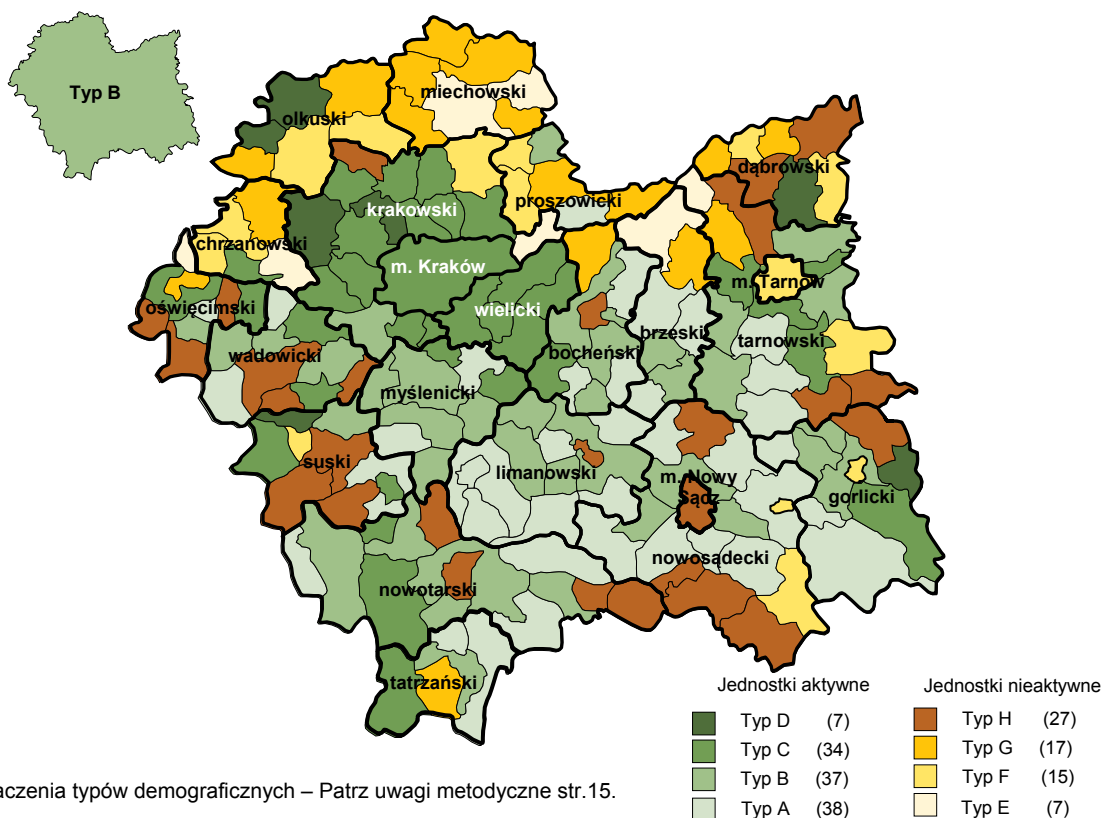 Typ B
miechowski
olkuski
dąbrowski
proszowicki
krakowski
chrzanowski
m. Kraków
m. Tarnów
oświęcimski
wielicki
brzeski
tarnowski
bocheński
wadowicki
myślenicki
suski
limanowski
m. Nowy
Sącz
gorlicki
nowosądecki
nowotarski
tatrzański
Jednostki aktywne
Typ D (7)
Typ C (34)
Typ B (37)
Typ A (38)
Jednostki nieaktywne
Typ H (27)
Typ G (17)
Typ F (15)
Typ E (7)
aczenia typów demograficznych – Patrz uwagi metodyczne str.15.